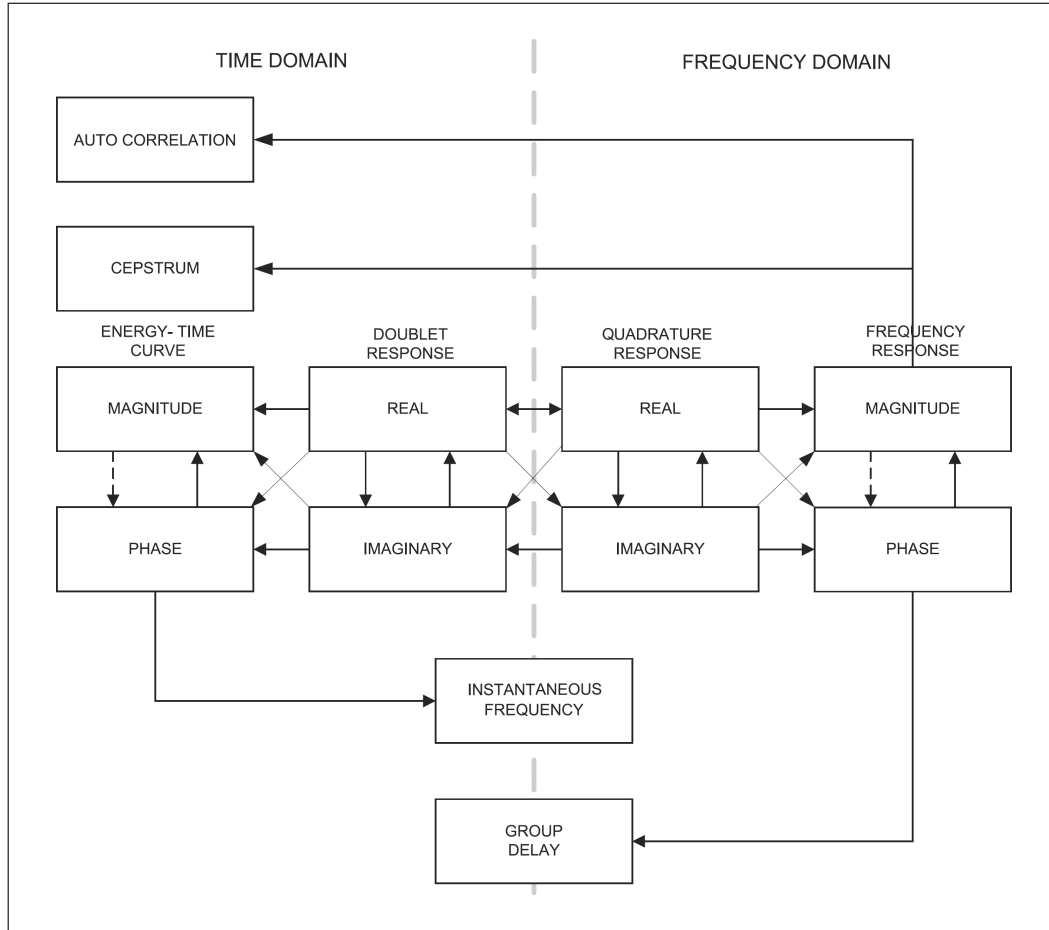 TIME DOMAIN
FREQUENCY DOMAIN
AUTO CORRELATION
CEPSTRUM
ENERGY- TIME
CURVE
DOUBLET
RESPONSE
QUADRATURE
RESPONSE
FREQUENCY
RESPONSE
MAGNITUDE
REAL
REAL
MAGNITUDE
PHASE
IMAGINARY
IMAGINARY
PHASE
INSTANTANEOUS
FREQUENCY
GROUP
DELAY